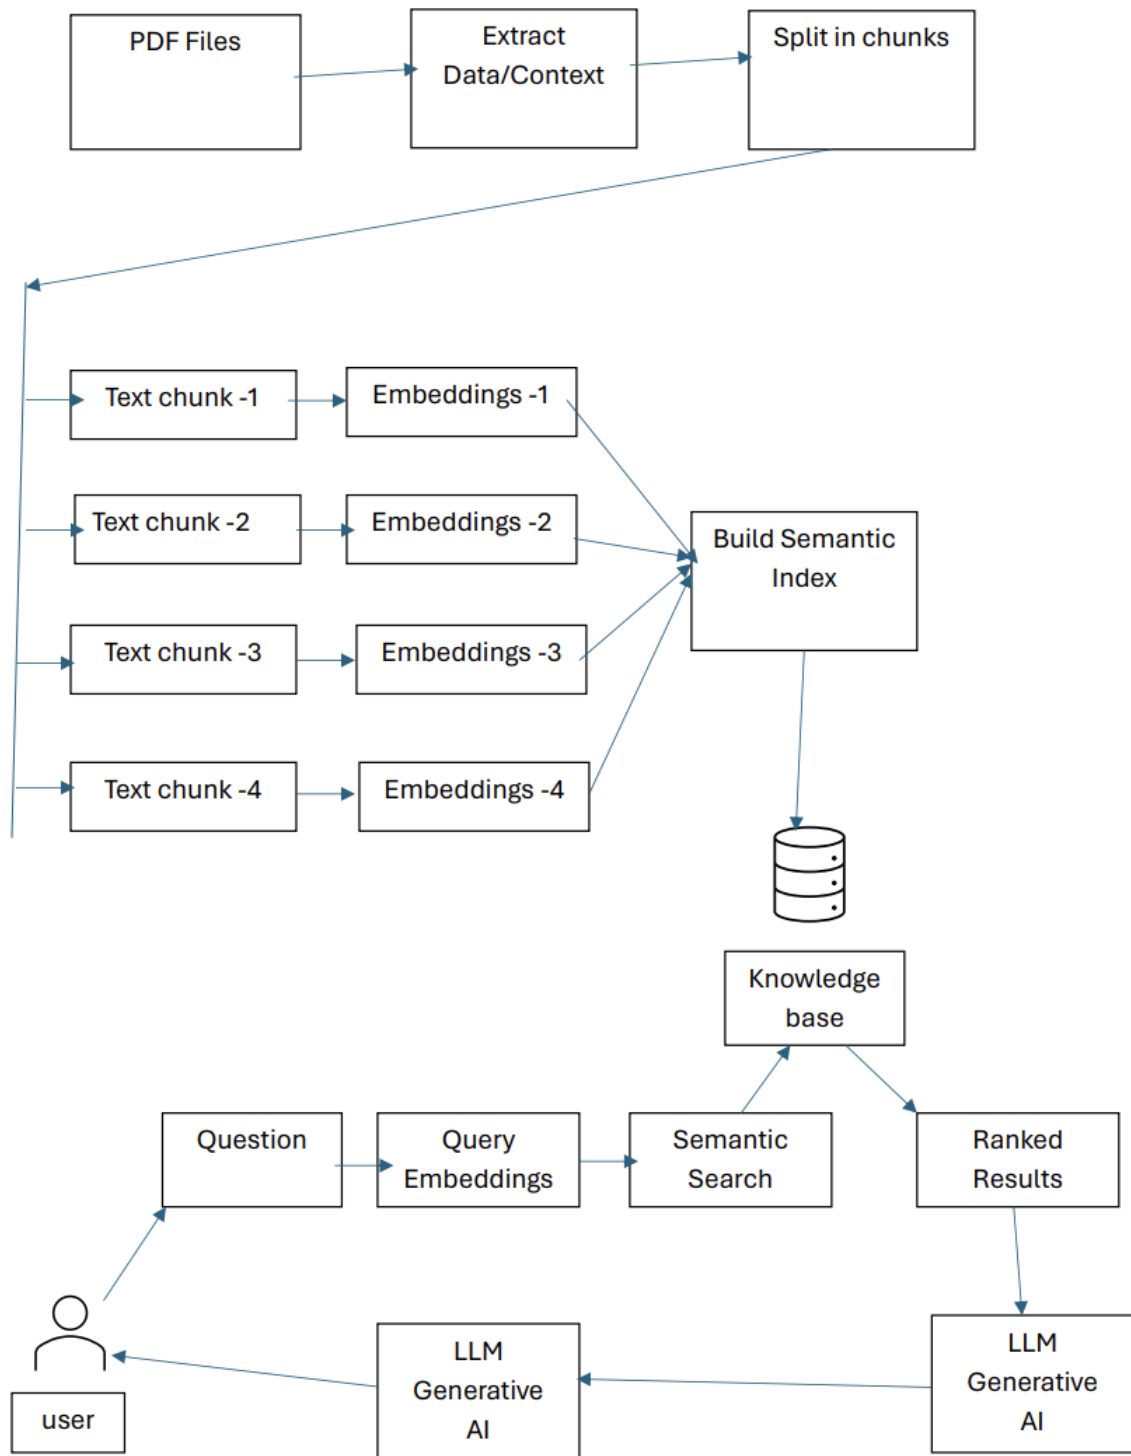 PDF Files
Extract
Data/Context
Split in chunks
Text chunk -1
Embeddings -1
Text chunk -2
Embeddings -2
Build Semantic
Index
Text chunk -3
Embeddings -3
Text chunk -4
Embeddings -4
Knowledge
base
Question
Query
Embeddings
Semantic
Search
Ranked
Results
LLM
Generative
AI
LLM
Generative
AI
user